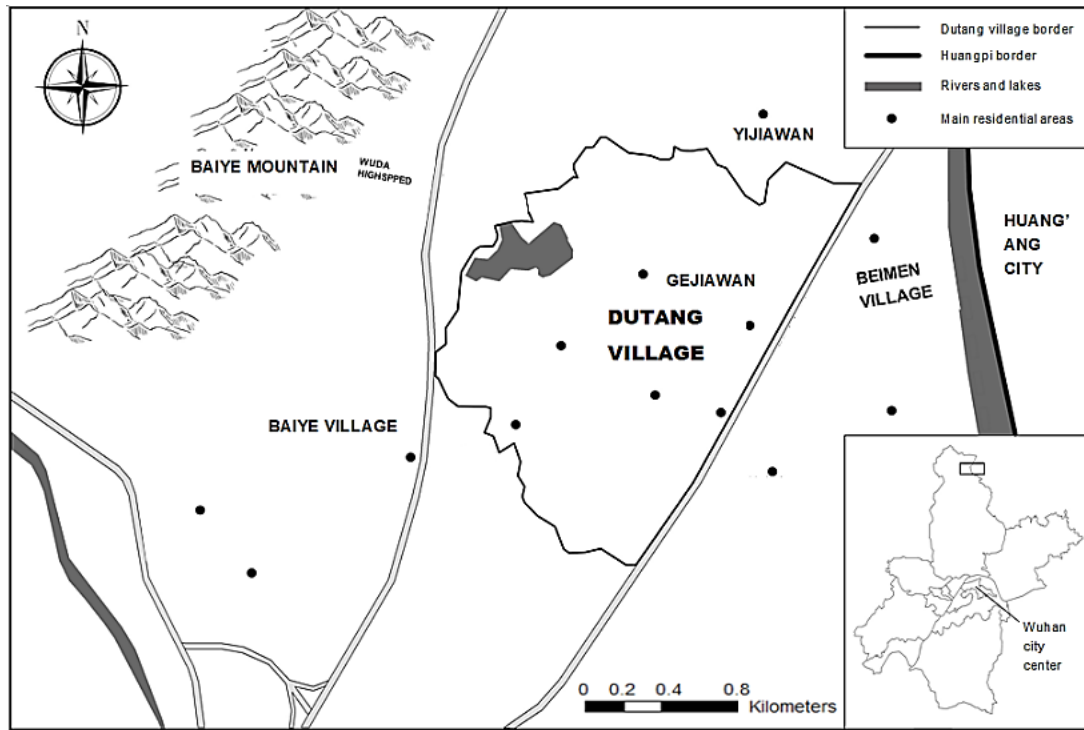 N
Dutang village border
Huangpi border
Rivers and lakes
Main residential areas
YIJIAWAN
BAIYE MOUNTAIN
WUDA
HIGHSPPED
HUANG'
ANG
CITY
BEIMEN
VILLAGE
GEJIAWAN
DUTANG
VILLAGE
BAIYE VILLAGE
Wuhan
city
center
0 0.2 0.4 0.8
Kilometers